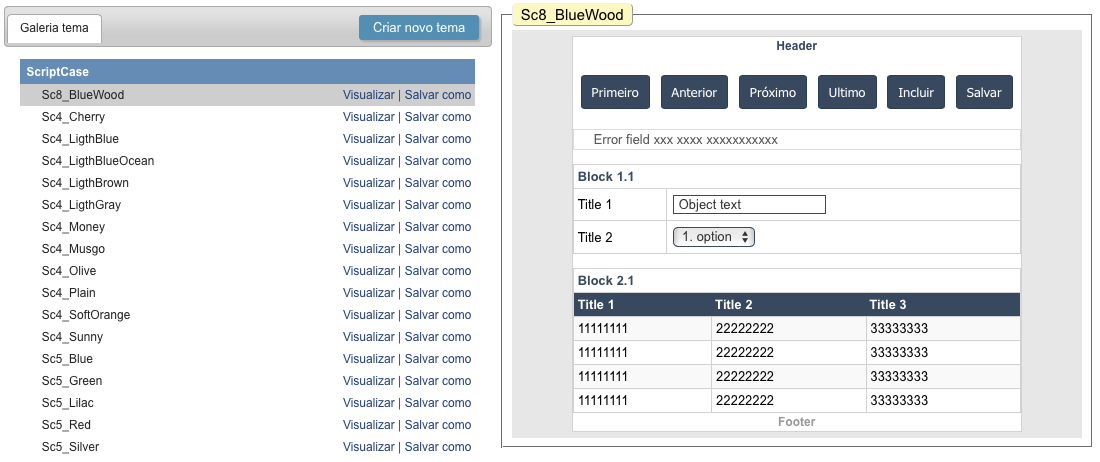 Galeria tema
Criar novo tema
ScriptCase
Sc8_BlueWood Visualizar | Salvar como
Sc4_Cherry Visualizar | Salvar como
Sc4_LigthBlue Visualizar | Salvar como
Sc4_LigthBlueOcean Visualizar | Salvar como
Sc4_LigthBrown Visualizar | Salvar como
Sc4_LigthGray Visualizar | Salvar como
Sc4_Money Visualizar | Salvar como
Sc4_Musgo Visualizar | Salvar como
Sc4_Olive Visualizar | Salvar como
Sc4_Plain Visualizar | Salvar como
Sc4_SoftOrange Visualizar | Salvar como
Sc4_Sunny Visualizar | Salvar como
Sc5_Blue Visualizar | Salvar como
Sc5_Green Visualizar | Salvar como
Sc5_Lilac Visualizar | Salvar como
Sc5_Red Visualizar | Salvar como
Sc5_Silver Visualizar | Salvar como
Sc8_BlueWood
Header
Primeiro Anterior Próximo Ultimo Incluir Salvar
Error field xxx xxxx xxxxxxxxxxx
Block 1.1
Title 1 Object text
Title 2 1. option
Block 2.1
Title 1 Title 2 Title 3
11111111 22222222 33333333
11111111 22222222 33333333
11111111 22222222 33333333
11111111 22222222 33333333
Footer